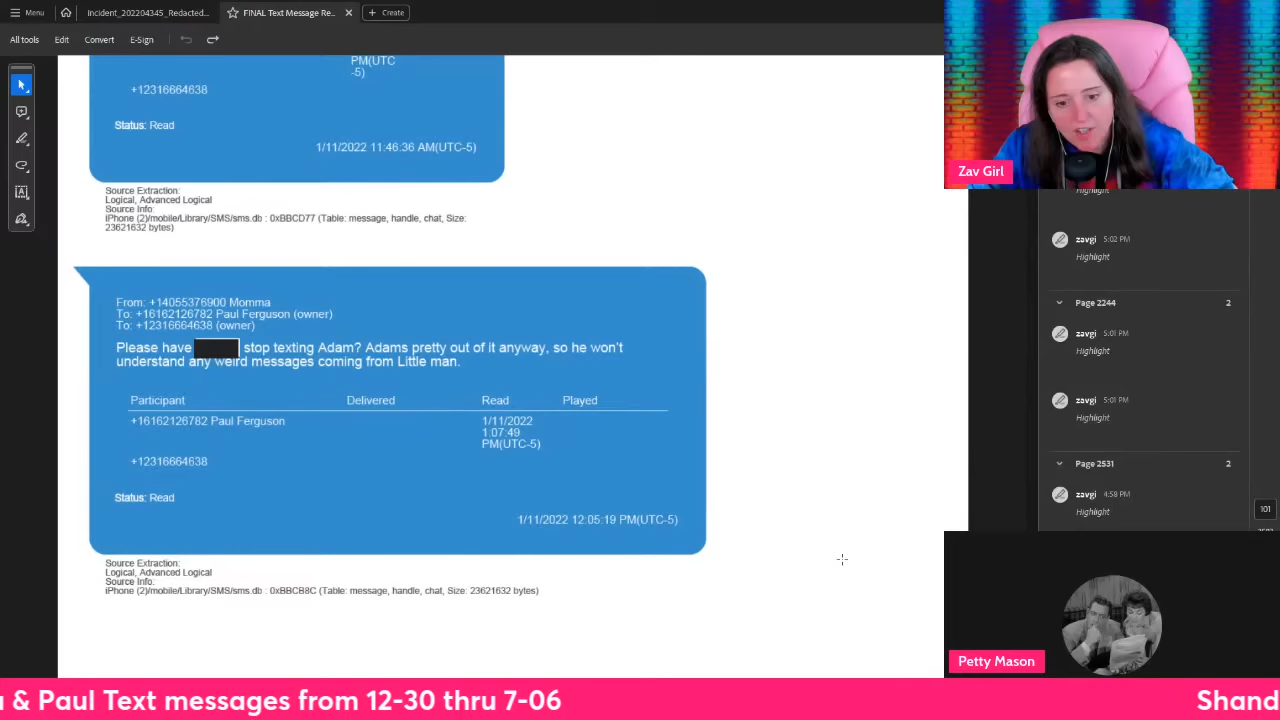 Menu
Incident_202204345_Redacted...
FINAL Text Message Re...
Create
All tools
Edit
Convert
E-Sign
PM(UTC
-5)
+12316664638
Status: Read
1/11/2022 11:46:36 AM(UTC-5)
Source Extraction:
Logical, Advanced Logical
Source Info:
iPhone (2)/mobile/Library/SMS/sms.db : 0xBBCD77 (Table: message, handle, chat, Size:
23621632 bytes)
From: +14055376900 Momma
To: +16162126782 Paul Ferguson (owner)
To: +12316664638 (owner)
Please have stop texting Adam? Adams pretty out of it anyway, so he won't
understand any weird messages coming from Little man.
Participant Delivered Read Played
+16162126782 Paul Ferguson 1/11/2022
1:07:49
PM(UTC-5)
+12316664638
Status: Read
1/11/2022 12:05:19 PM(UTC-5)
Source Extraction:
Logical, Advanced Logical
Source Info:
iPhone (2)/mobile/Library/SMS/sms.db : 0xBBCB8C (Table: message, handle, chat, Size: 23621632 bytes)
Zav Girl
Highlight
zavgi 5:02 PM
Highlight
Page 2244 2
zavgi 5:01 PM
Highlight
zavgi 5:01 PM
Highlight
Page 2531 2
zavgi 4:58 PM
Highlight
101
Petty Mason
& Paul Text messages from 12-30 thru 7-06
Shand